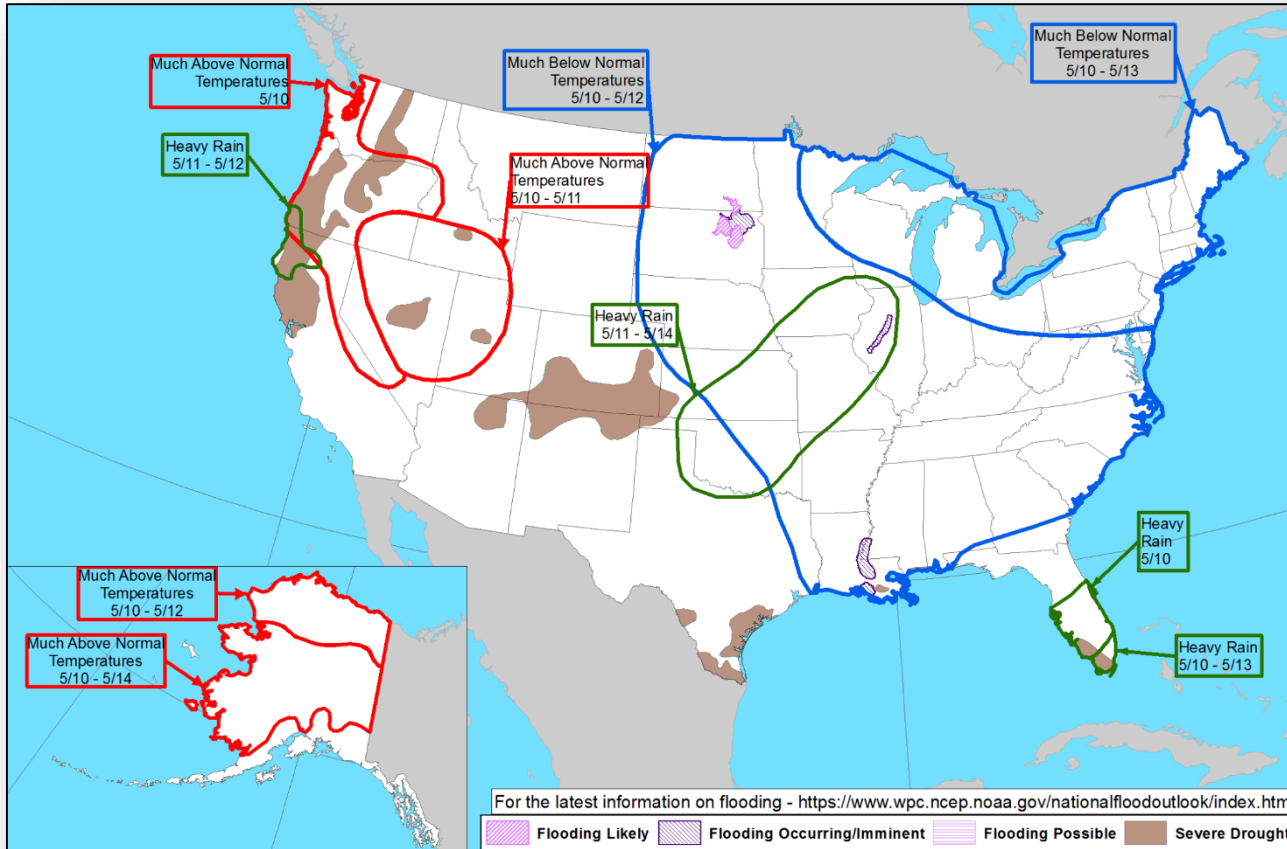 Much Above Normal
Temperatures
5/10
Much Below Normal
Temperatures
5/10 - 5/12
Much Below Normal
Temperatures
5/10 - 5/13
Heavy Rain
5/11 - 5/12
Much Above Normal
Temperatures
5/10 - 5/11
Heavy Rain
5/11 - 5/14
Heavy
Rain
5/10
Heavy Rain
5/10 - 5/13
Much Above Normal
Temperatures
5/10 - 5/12
Much Above Normal
Temperatures
5/10 - 5/14
For the latest information on flooding - https://www.wpc.ncep.noaa.gov/nationalfloodoutlook/index.htm
Flooding Likely
Flooding Occurring/Imminent
Flooding Possible
Severe Drought